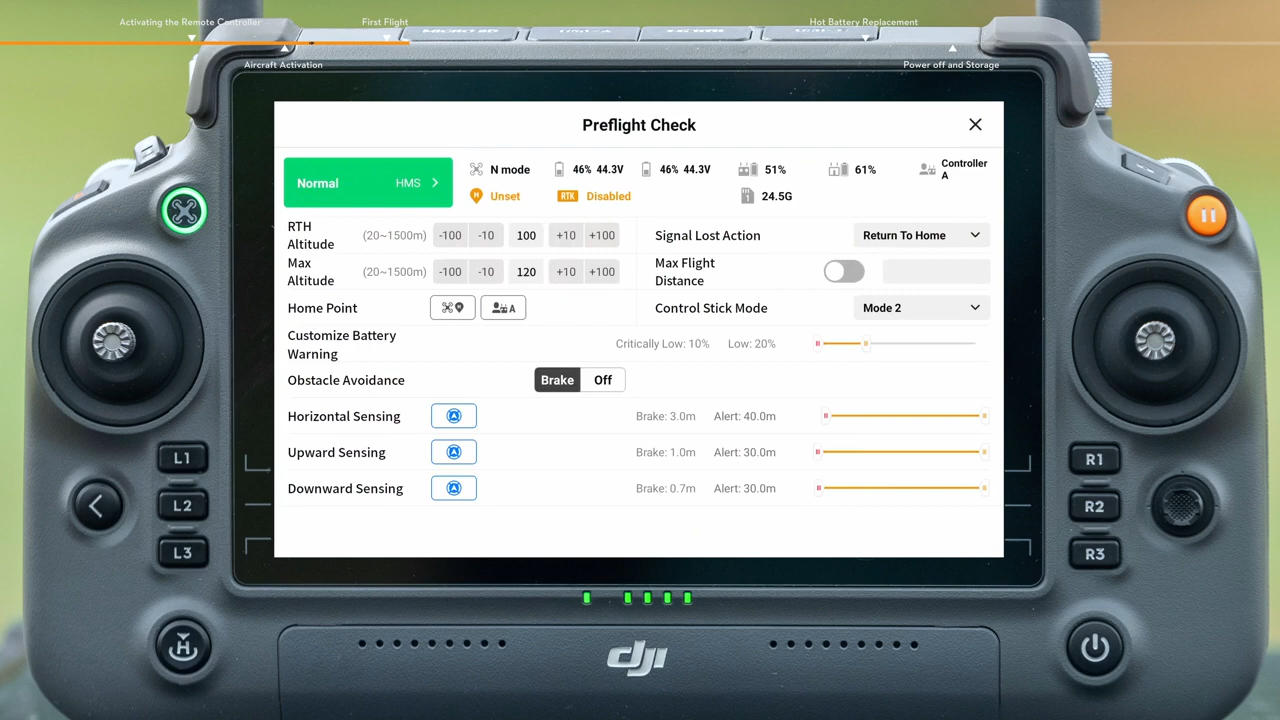 Activating the Remote Controller
First Flight
Hot Battery Replacement
Aircraft Activation
Power off and Storage
Preflight Check
Normal
HMS
N mode
46% 44.3V
46% 44.3V
51%
61%
Controller
A
Unset
RTK Disabled
24.5G
RTH
Altitude
(20~1500m)
-100 -10 100 +10 +100
Signal Lost Action
Return To Home
Max
Altitude
(20~1500m)
-100 -10 120 +10 +100
Max Flight
Distance
Home Point
A
Control Stick Mode
Mode 2
Customize Battery
Warning
Critically Low: 10% Low: 20%
Obstacle Avoidance
Brake Off
Horizontal Sensing
Brake: 3.0m Alert: 40.0m
Upward Sensing
Brake: 1.0m Alert: 30.0m
Downward Sensing
Brake: 0.7m Alert: 30.0m
L1
L2
L3
R1
R2
R3
H
dji